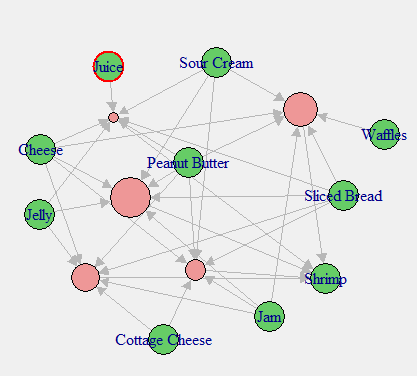 Sour Cream
Juice
Waffles
Cheese
Peanut Butter
Sliced Bread
Jelly
Shrimp
Jam
Cottage Cheese